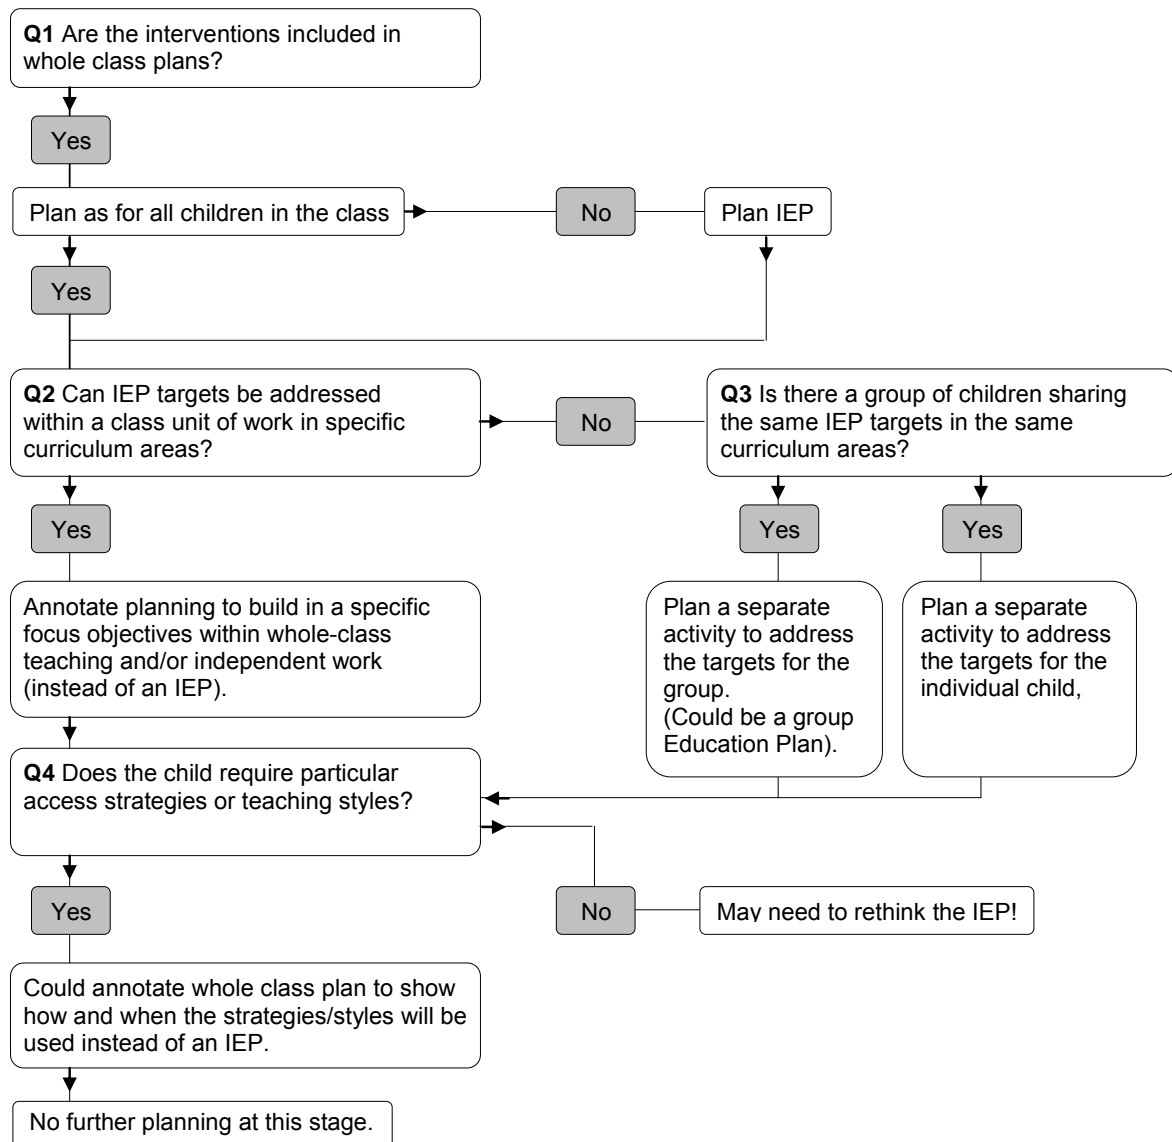 Q1 Are the interventions included in
whole class plans?
Yes
Plan as for all children in the class
No
Plan IEP
Yes
Q2 Can IEP targets be addressed
within a class unit of work in specific
curriculum areas?
No
Q3 Is there a group of children sharing
the same IEP targets in the same
curriculum areas?
Yes
Yes
Yes
Annotate planning to build in a specific
focus objectives within whole-class
teaching and/or independent work
(instead of an IEP).
Plan a separate
activity to address
the targets for the
group.
(Could be a group
Education Plan).
Plan a separate
activity to address
the targets for the
individual child,
Q4 Does the child require particular
access strategies or teaching styles?
Yes
No
May need to rethink the IEP!
Could annotate whole class plan to show
how and when the strategies/styles will be
used instead of an IEP.
No further planning at this stage.